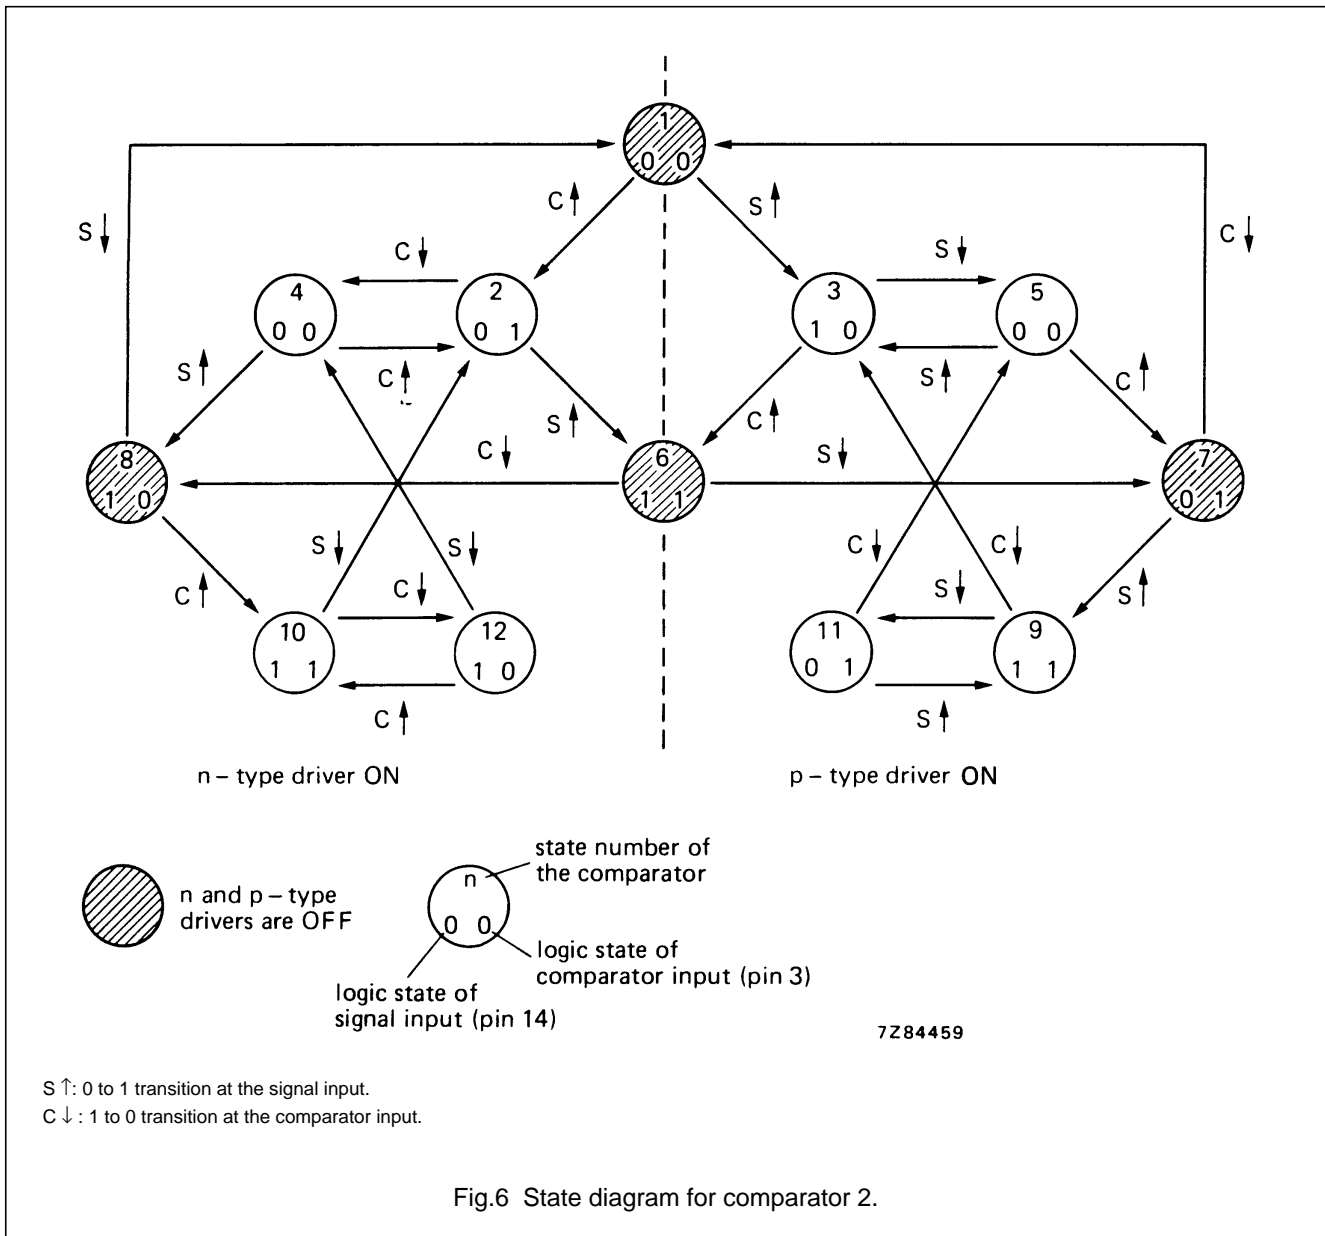 1
0 0
C↑
S↑
S↓
C↓
C↓
S↓
4
0 0
2
0 1
3
1 0
5
0 0
S↑
C↑
S↑
C↑
S↑
C↑
8
1 0
C↓
6
1 1
S↓
7
0 1
S↓
S↓
C↓
C↓
C↑
C↓
S↓
S↑
10
1 1
12
1 0
11
0 1
9
1 1
C↑
S↑
n – type driver ON
p – type driver ON
n and p – type
drivers are OFF
state number of
the comparator
n
0 0
logic state of
comparator input (pin 3)
logic state of
signal input (pin 14)
7Z84459
S ↑: 0 to 1 transition at the signal input.
C ↓ : 1 to 0 transition at the comparator input.
Fig.6 State diagram for comparator 2.